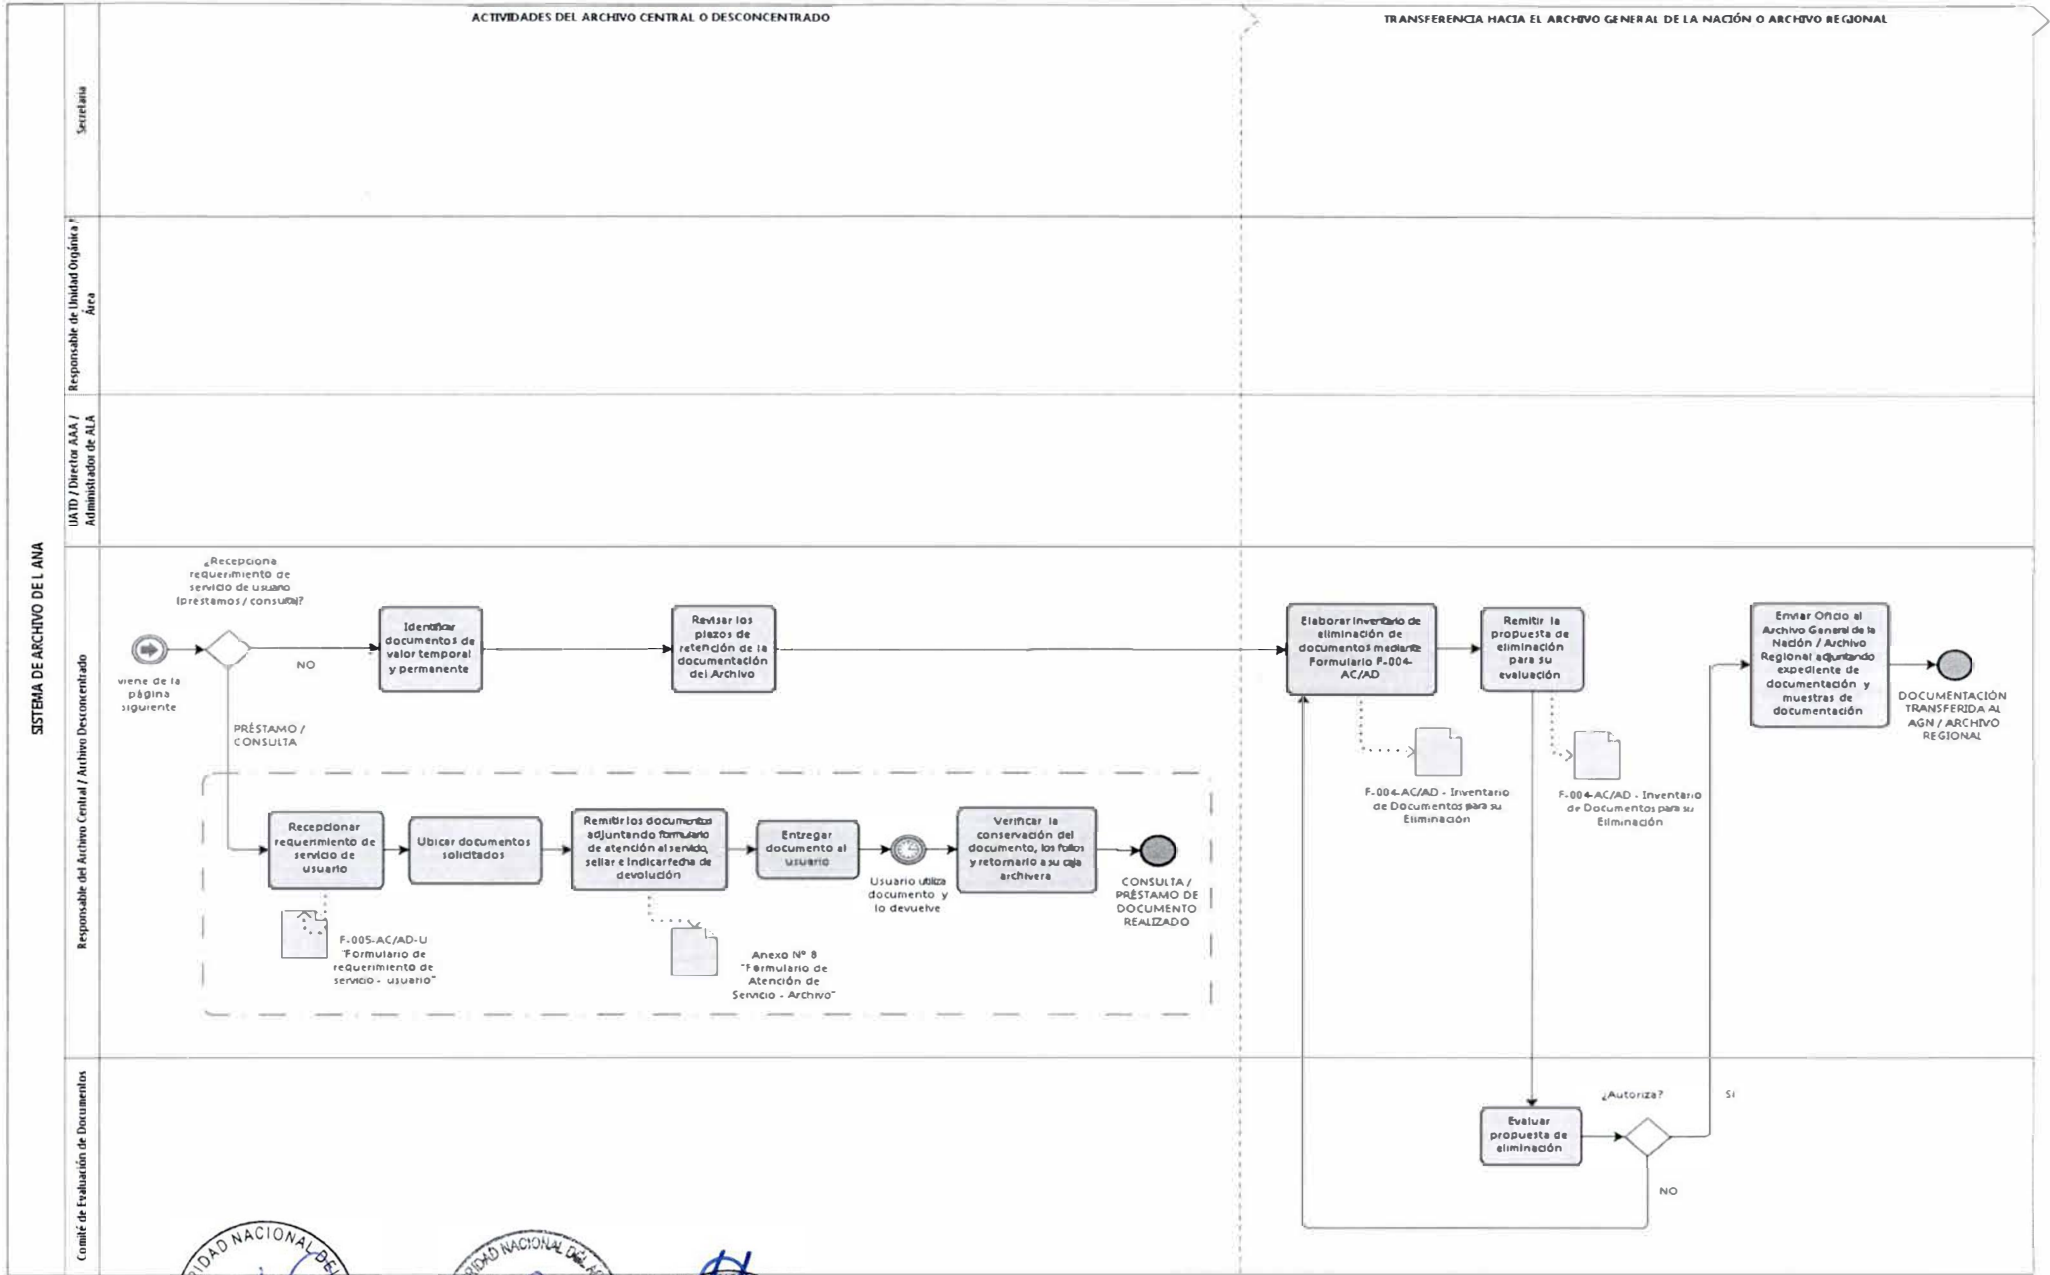 ACTIVIDADES DEL ARCHIVO CENTRAL O DESCONCENTRADO
TRANSFERENCIA HACIA EL ARCHIVO GENERAL DE LA NACIÓN O ARCHIVO REGIONAL
SISTEMA DE ARCHIVO DE L ANA
Secretaria
Responsable de Unidad Orgánica /
Área
UATD / Director AAA /
Administrador de ALA
Responsable del Archivo Central / Archivo Desconcentrado
¿Recepciona
requerimiento de
servicio de usuario
(préstamos / consulta)?
viene de la
página
siguiente
NO
PRÉSTAMO /
CONSULTA
Identificar
documentos de
valor temporal
y permanente
Revisar los
plazos de
retención de la
documentación
del Archivo
Elaborar Inventario de
eliminación de
documentos mediante
Formulario F-004-
AC/AD
Remitir la
propuesta de
eliminación
para su
evaluación
Enviar Oficio al
Archivo General de la
Nación / Archivo
Regional adjuntando
expediente de
documentación y
muestras de
documentación
DOCUMENTACIÓN
TRANSFERIDA AL
AGN / ARCHIVO
REGIONAL
F-004-AC/AD - Inventario
de Documentos para su
Eliminación
F-004-AC/AD - Inventario
de Documentos para su
Eliminación
Recepcionar
requerimiento de
servicio de
usuario
Ubicar documentos
solicitados
Remitir los documentos
adjuntando formulario
de atención al servicio,
sellar e indicar fecha de
devolución
Entregar
documento al
usuario
Usuario utiliza
documento y
lo devuelve
Verificar la
conservación del
documento, los folios
y retornarlo a su caja
archivera
CONSULTA /
PRÉSTAMO DE
DOCUMENTO
REALIZADO
F-005-AC/AD-U
"Formulario de
requerimiento de
servicio - usuario"
Anexo Nº 8
"Formulario de
Atención de
Servicio - Archivo"
Comité de Evaluación de Documentos
Evaluar
propuesta de
eliminación
¿Autoriza?
SI
NO
NACIONAL DEL
NACIONAL DEL